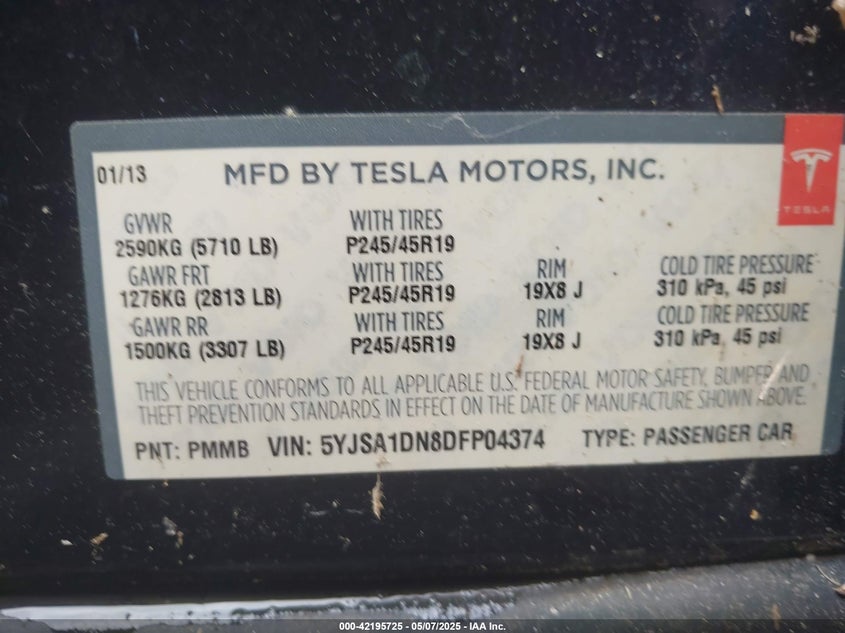 01/13 MFD BY TESLA MOTORS, INC.
TESLA
GVWR WITH TIRES
2590KG (5710 LB) P245/45R19
GAWR FRT WITH TIRES RIM COLD TIRE PRESSURE
1276KG (2813 LB) P245/45R19 19X8 J 310 kPa, 45 psi
GAWR RR WITH TIRES RIM COLD TIRE PRESSURE
1500KG (3307 LB) P245/45R19 19X8 J 310 kPa, 45 psi
THIS VEHICLE CONFORMS TO ALL APPLICABLE U.S. FEDERAL MOTOR SAFETY, BUMPER AND
THEFT PREVENTION STANDARDS IN EFFECT ON THE DATE OF MANUFACTURE SHOWN ABOVE.
PNT: PMMB VIN: 5YJSA1DN8DFP04374 TYPE: PASSENGER CAR
000-42195725 - 05/07/2025 - IAA Inc.